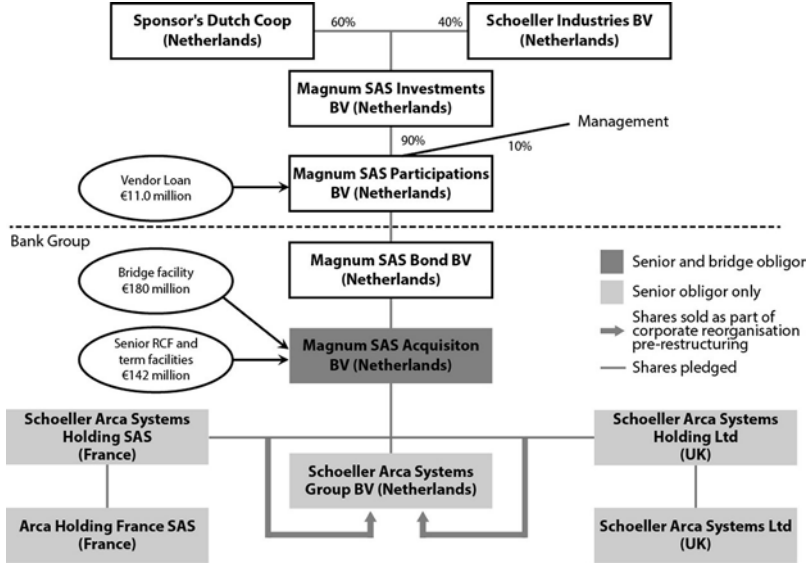 Sponsor's Dutch Coop
(Netherlands)
60%
40%
Schoeller Industries BV
(Netherlands)
Magnum SAS Investments
BV (Netherlands)
Management
90%
10%
Vendor Loan
€11.0 million
Magnum SAS Participations
BV (Netherlands)
Bank Group
Bridge facility
€180 million
Magnum SAS Bond BV
(Netherlands)
Senior and bridge obligor
Senior obligor only
Shares sold as part of
corporate reorganisation
pre-restructuring
Shares pledged
Senior RCF and
term facilities
€142 million
Magnum SAS Acquisiton
BV (Netherlands)
Schoeller Arca Systems
Holding SAS
(France)
Schoeller Arca Systems
Group BV (Netherlands)
Schoeller Arca Systems
Holding Ltd
(UK)
Arca Holding France SAS
(France)
Schoeller Arca Systems Ltd
(UK)